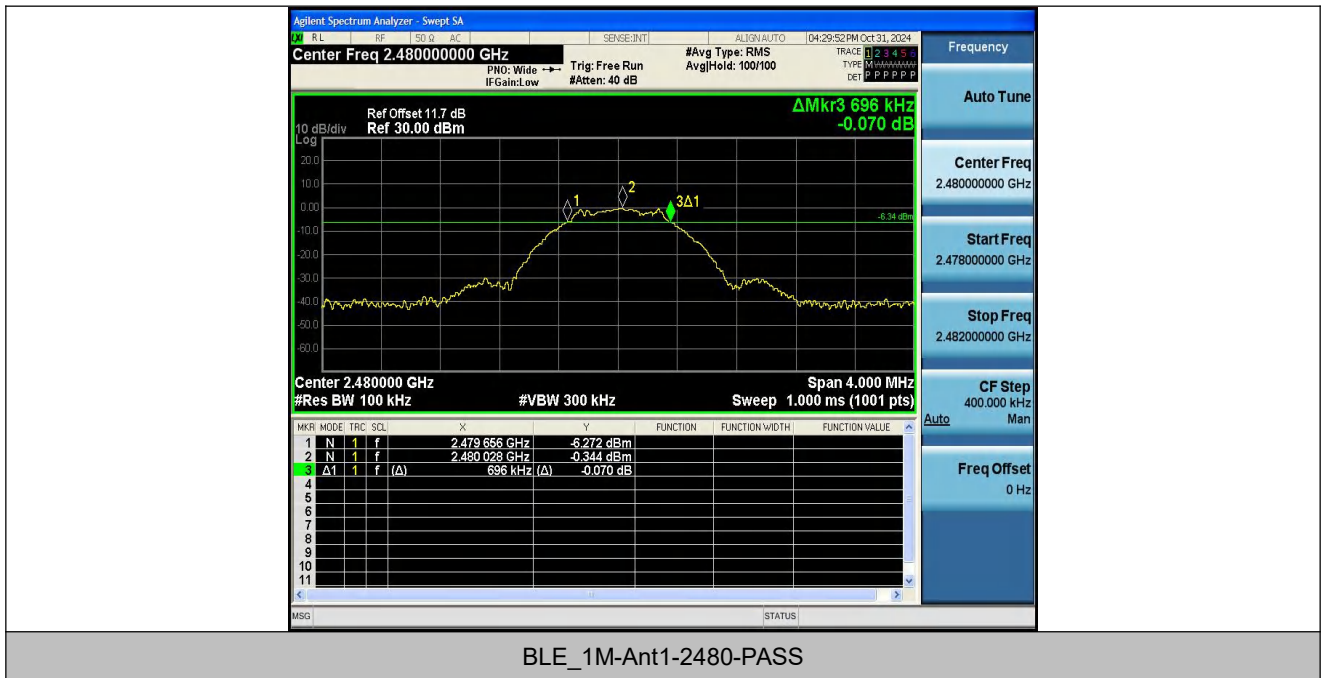 Agilent Spectrum Analyzer - Swept SA
LXI RL RF 50 Ω AC SENSE:INT ALIGN AUTO 04:29:52 PM Oct 31, 2024
Center Freq 2.480000000 GHz
PNO: Wide
IFGain:Low
Trig: Free Run
#Atten: 40 dB
#Avg Type: RMS
Avg|Hold: 100/100
TRACE 1 2 3 4 5 6
TYPE M
DET P P P P P P
ΔMkr3 696 kHz
-0.070 dB
Ref Offset 11.7 dB
10 dB/div Ref 30.00 dBm
Log
20.0
10.0
0.00
-10.0
-20.0
-30.0
-40.0
-50.0
-60.0
1
2
3Δ1
-6.34 dBm
Center 2.480000 GHz Span 4.000 MHz
#Res BW 100 kHz #VBW 300 kHz Sweep 1.000 ms (1001 pts)
MKR MODE TRC SCL X Y FUNCTION FUNCTION WIDTH FUNCTION VALUE
1 N 1 f 2.479 656 GHz -6.272 dBm
2 N 1 f 2.480 028 GHz -0.344 dBm
3 Δ1 1 f (Δ) 696 kHz (Δ) -0.070 dB
4
5
6
7
8
9
10
11
MSG STATUS
Frequency
Auto Tune
Center Freq
2.480000000 GHz
Start Freq
2.478000000 GHz
Stop Freq
2.482000000 GHz
CF Step
400.000 kHz
Auto Man
Freq Offset
0 Hz
BLE_1M-Ant1-2480-PASS